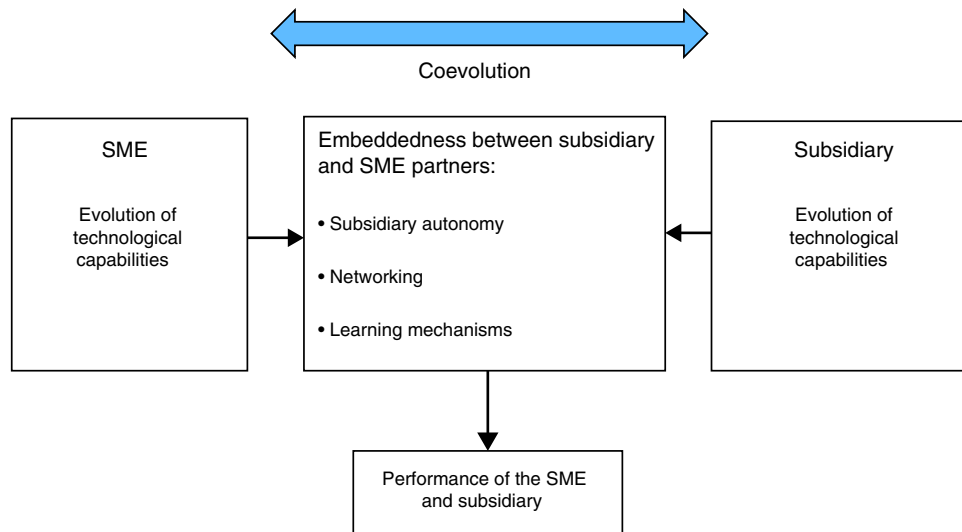 Coevolution
SME
Evolution of
technological
capabilities
Embeddedness between subsidiary
and SME partners:
• Subsidiary autonomy
• Networking
• Learning mechanisms
Subsidiary
Evolution of
technological
capabilities
Performance of the SME
and subsidiary